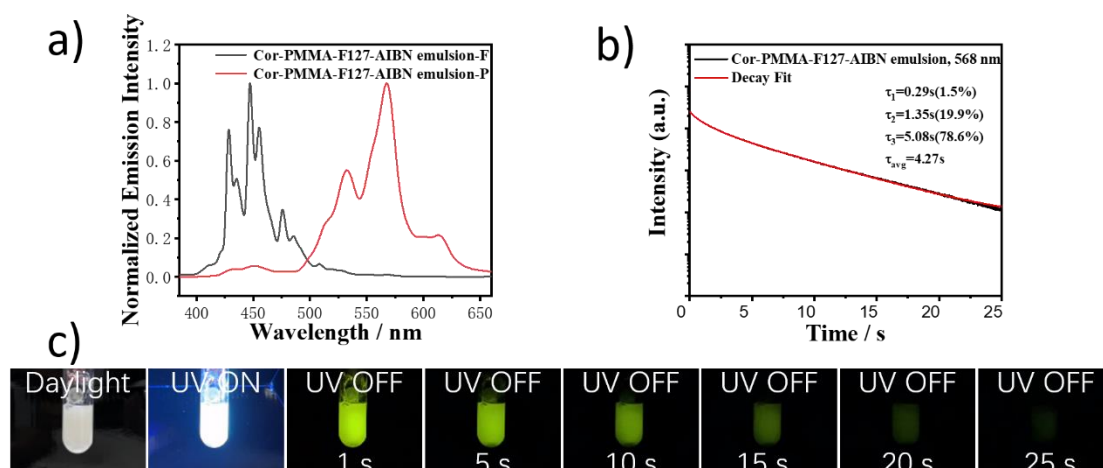 a)
Normalized Emission Intensity
1.2
1.0
0.8
0.6
0.4
0.2
0.0
Cor-PMMA-F127-AIBN emulsion-F
Cor-PMMA-F127-AIBN emulsion-P
400 450 500 550 600 650
Wavelength / nm
b)
Intensity (a.u.)
Cor-PMMA-F127-AIBN emulsion, 568 nm
Decay Fit
τ1=0.29s(1.5%)
τ2=1.35s(19.9%)
τ3=5.08s(78.6%)
τavg=4.27s
0 5 10 15 20 25
Time / s
c)
Daylight UV ON UV OFF UV OFF UV OFF UV OFF UV OFF UV OFF
1 s 5 s 10 s 15 s 20 s 25 s